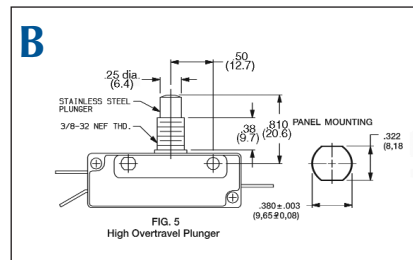 B
.50
(12.7)
.25 dia
(6.4)
STAINLESS STEEL
PLUNGER
3/8-32 NEF THD.
.38
(9.7)
.810
(20.6)
PANEL MOUNTING
.322
(8,18
.380±.003
(9,65±0,08)
FIG. 5
High Overtravel Plunger